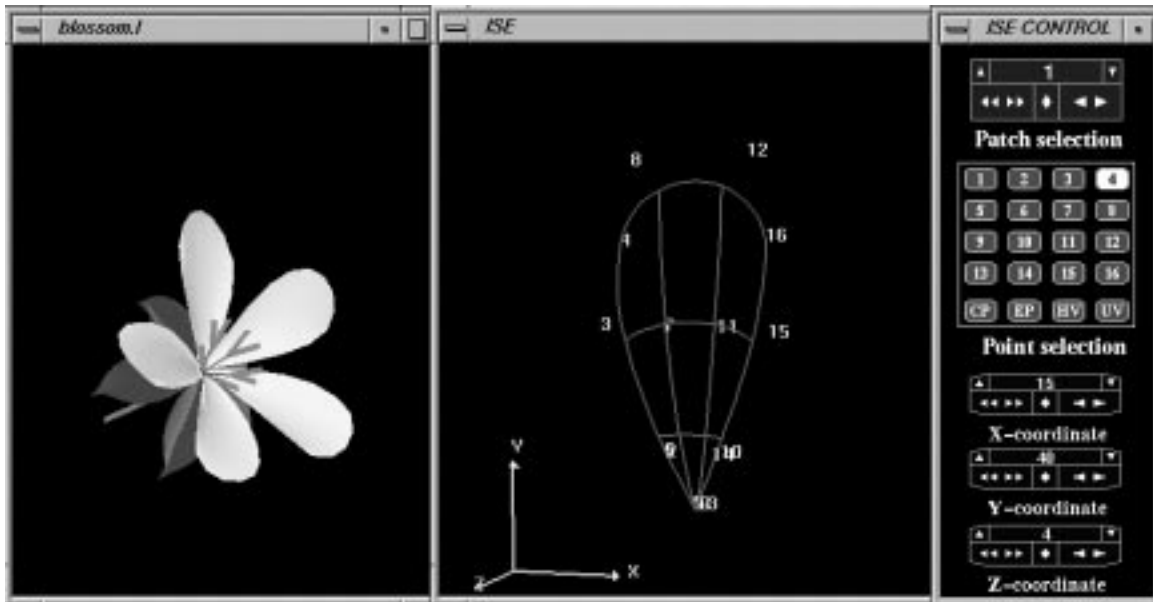 blossom.l
ISE
8
12
4
16
3
11
15
Y
X
Z
ISE CONTROL
1
Patch selection
1 2 3 4
5 6 7 8
9 10 11 12
13 14 15 16
CP EP HV UV
Point selection
15
X-coordinate
40
Y-coordinate
4
Z-coordinate